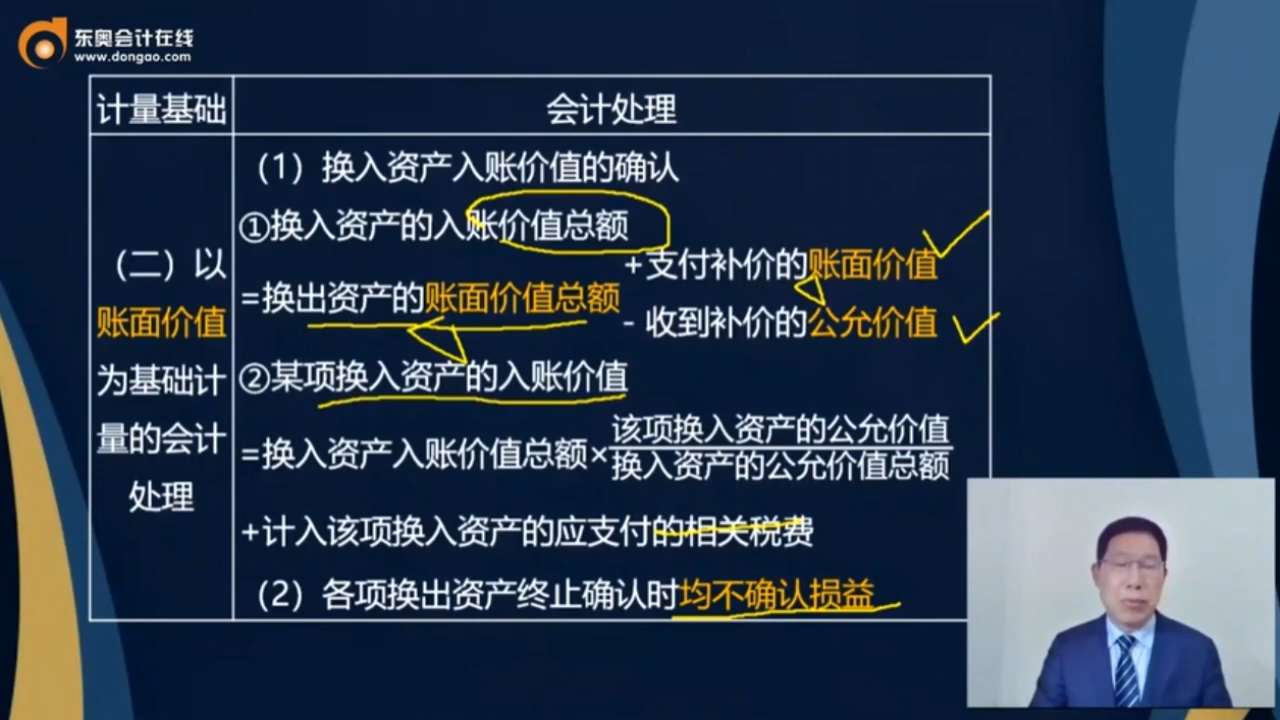 东奥会计在线
www.dongao.com
计量基础
会计处理
（二）以
账面价值
为基础计
量的会计
处理
（1）换入资产入账价值的确认
①换入资产的入账价值总额
=换出资产的账面价值总额
+支付补价的账面价值
- 收到补价的公允价值
②某项换入资产的入账价值
=换入资产入账价值总额×
该项换入资产的公允价值
换入资产的公允价值总额
+计入该项换入资产的应支付的相关税费
（2）各项换出资产终止确认时均不确认损益